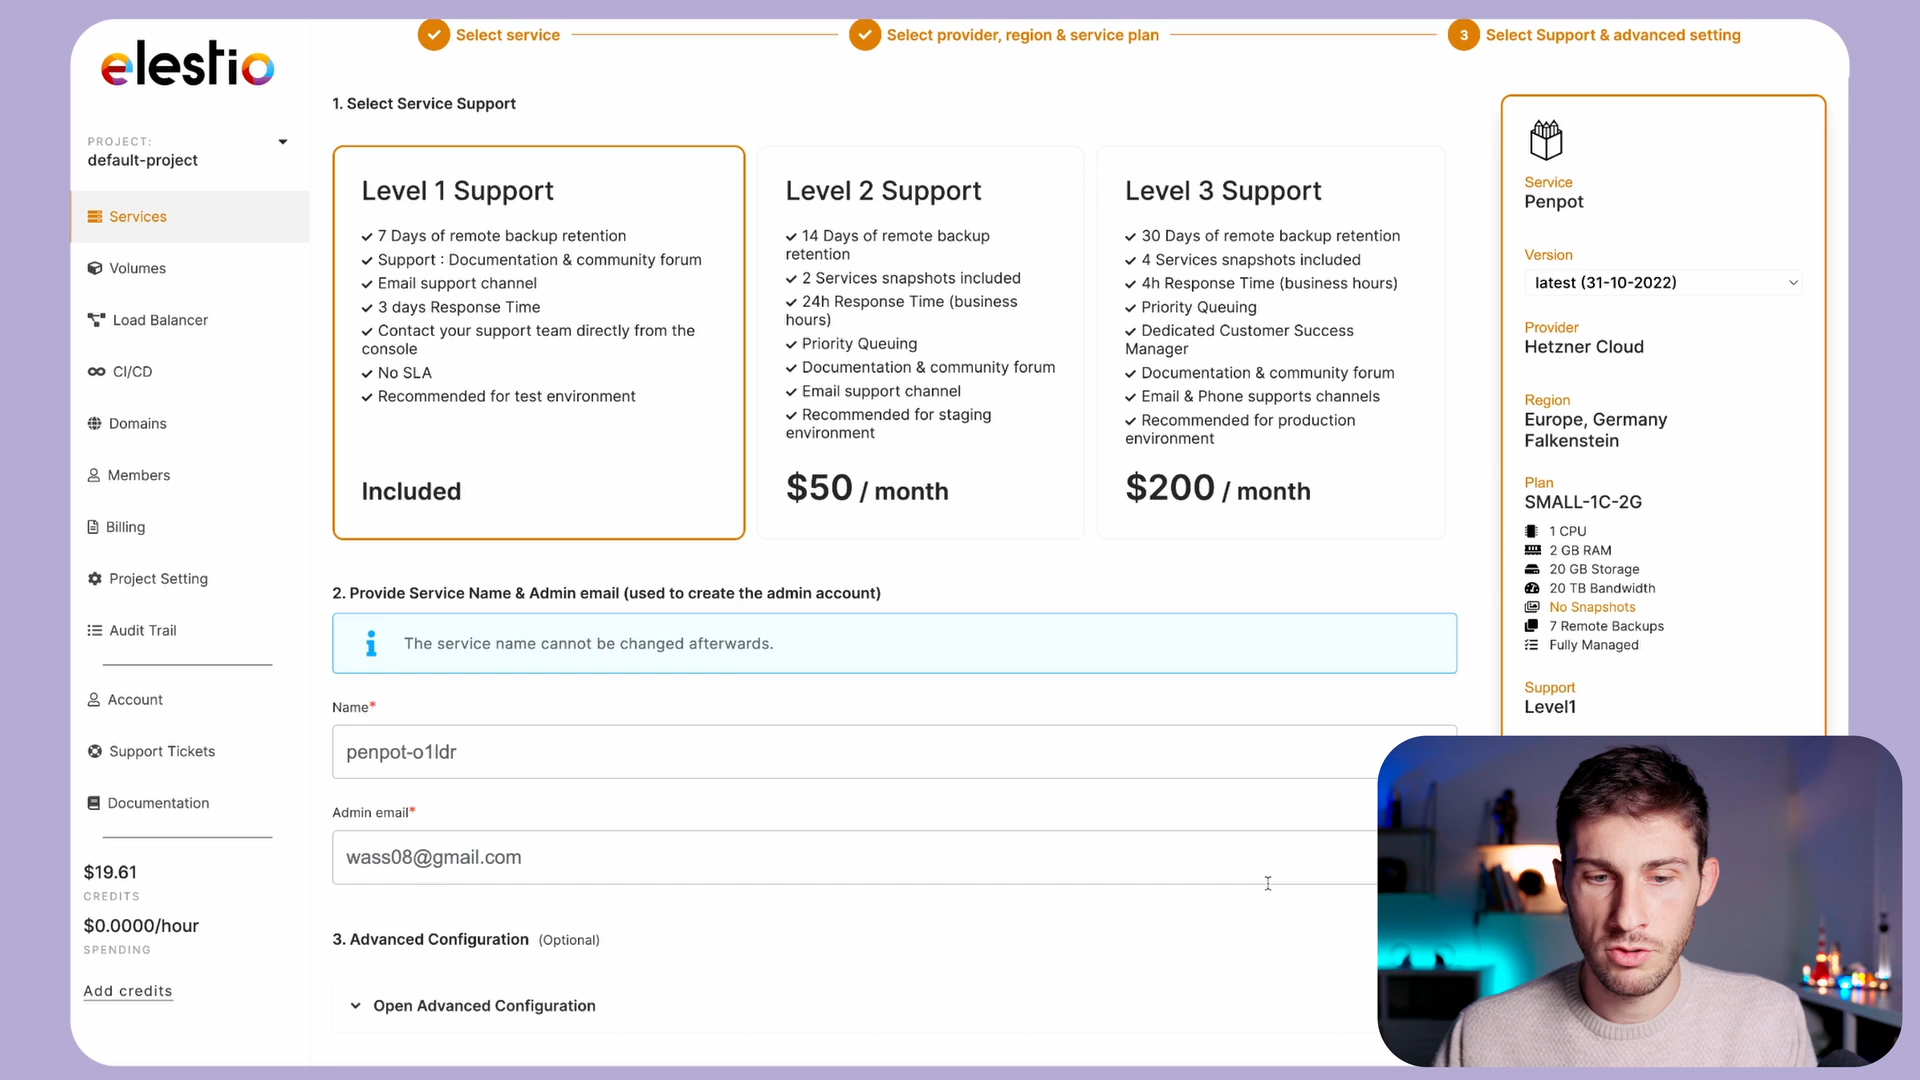 Select service
Select provider, region & service plan
3
Select Support & advanced setting
elestio
PROJECT:
default-project
Services
Volumes
Load Balancer
CI/CD
Domains
Members
Billing
Project Setting
Audit Trail
Account
Support Tickets
Documentation
$19.61
CREDITS
$0.0000/hour
SPENDING
Add credits
1. Select Service Support
Level 1 Support
7 Days of remote backup retention
Support : Documentation & community forum
Email support channel
3 days Response Time
Contact your support team directly from the
console
No SLA
Recommended for test environment
Included
Level 2 Support
14 Days of remote backup
retention
2 Services snapshots included
24h Response Time (business
hours)
Priority Queuing
Documentation & community forum
Email support channel
Recommended for staging
environment
$50 / month
Level 3 Support
30 Days of remote backup retention
4 Services snapshots included
4h Response Time (business hours)
Priority Queuing
Dedicated Customer Success
Manager
Documentation & community forum
Email & Phone supports channels
Recommended for production
environment
$200 / month
2. Provide Service Name & Admin email (used to create the admin account)
The service name cannot be changed afterwards.
Name*
penpot-o1ldr
Admin email*
wass08@gmail.com
3. Advanced Configuration (Optional)
Open Advanced Configuration
Service
Penpot
Version
latest (31-10-2022)
Provider
Hetzner Cloud
Region
Europe, Germany
Falkenstein
Plan
SMALL-1C-2G
1 CPU
2 GB RAM
20 GB Storage
20 TB Bandwidth
No Snapshots
7 Remote Backups
Fully Managed
Support
Level1